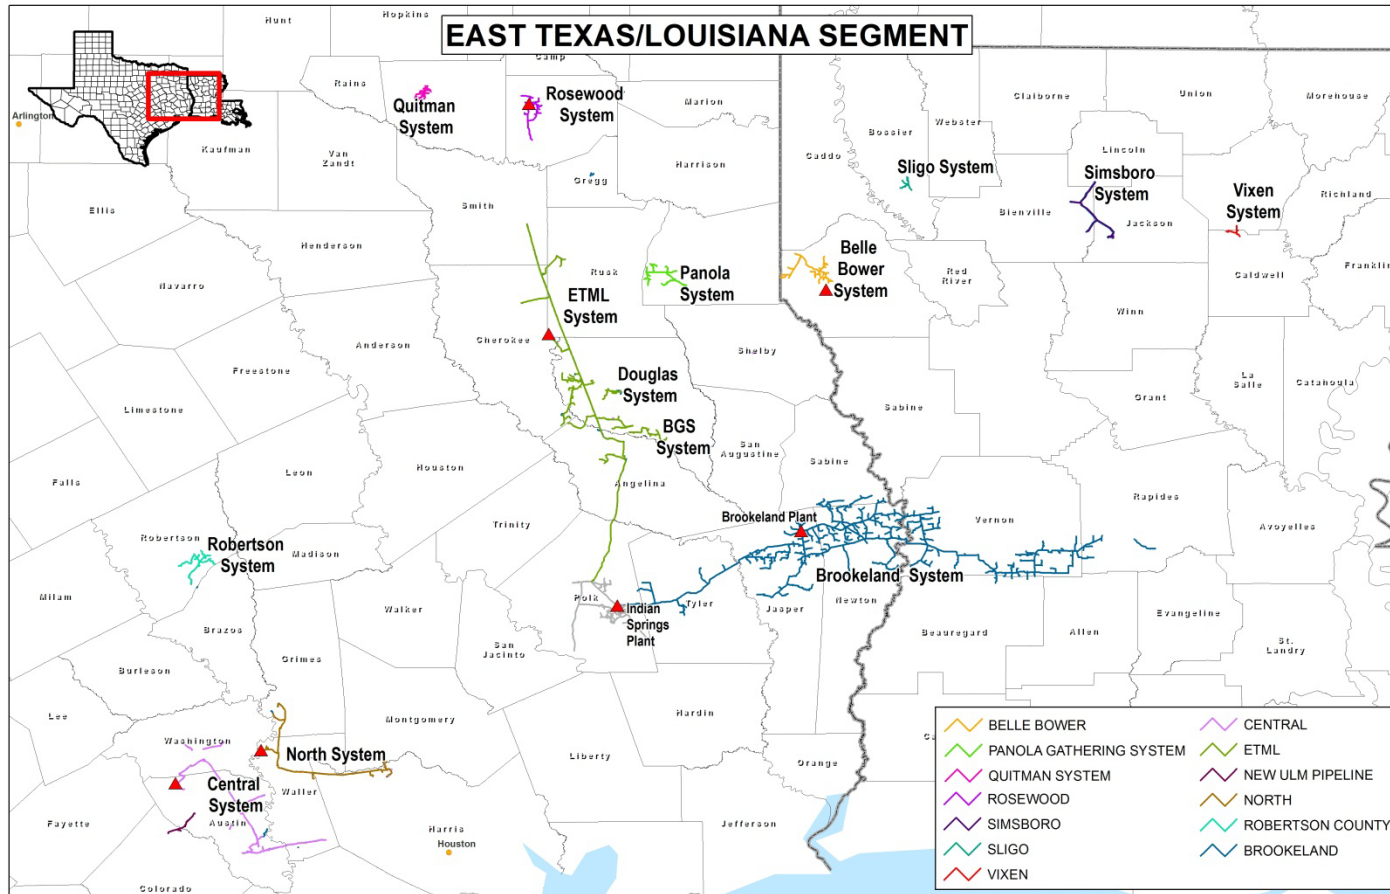 EAST TEXAS/LOUISIANA SEGMENT
Hunt
Hopkins
Camp
Rains
Marion
Claiborne
Union
Morehouse
Arlington
Quitman
System
Rosewood
System
Bossier
Webster
Lincoln
Kaufman
Van
Zandt
Harrison
Caddo
Sligo System
Simsboro
System
Vixen
System
Richland
Gregg
Ellis
Smith
Bienville
Jackson
Henderson
Rusk
Panola
System
Belle
Bower
System
Red
River
Caldwell
Franklin
Navarro
ETML
System
Winn
Cherokee
Anderson
Shelby
Freestone
Douglas
System
La
Salle
Catahoula
Limestone
Grant
Sabine
BGS
System
San
Augustine
Houston
Leon
Sabine
Falls
Angelina
Rapides
Brookeland Plant
Vernon
Trinity
Avoyelles
Robertson
Robertson
System
Madison
Brookeland System
Milam
Polk
Indian
Springs
Plant
Tyler
Jasper
Newton
Walker
Evangeline
Brazos
Beauregard
Allen
San
Jacinto
St.
Landry
Grimes
Burleson
Lee
Montgomery
Hardin
Washington
North System
Liberty
Orange
Central
System
Waller
Austin
Fayette
Harris
Houston
Jefferson
Colorado
BELLE BOWER
PANOLA GATHERING SYSTEM
QUITMAN SYSTEM
ROSEWOOD
SIMSBORO
SLIGO
VIXEN
CENTRAL
ETML
NEW ULM PIPELINE
NORTH
ROBERTSON COUNTY
BROOKELAND